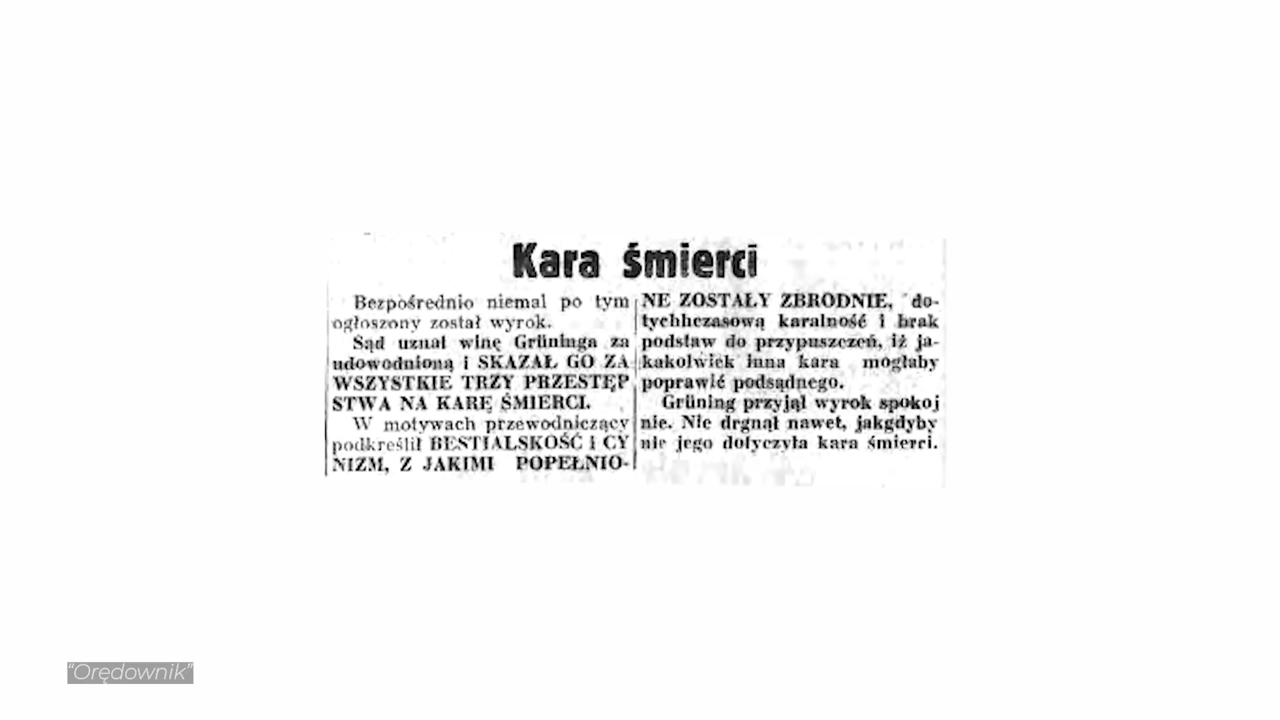 Kara śmierci
Bezpośrednio niemal po tym
ogłoszony został wyrok.
Sąd uznał winę Grüninga za
udowodnioną i SKAZAŁ GO ZA
WSZYSTKIE TRZY PRZESTĘP
STWA NA KARĘ ŚMIERCI.
W motywach przewodniczący
podkreślił BESTIALSKOŚĆ i CY
NIZM, Z JAKIMI POPEŁNIO-
NE ZOSTAŁY ZBRODNIE, do-
tychhczasową karalność i brak
podstaw do przypuszczeń, iż ja-
kakolwiek inna kara mogłaby
poprawić podsądnego.
Grüning przyjął wyrok spokoj
nie. Nie drgnął nawet, jakgdyby
nie jego dotyczyła kara śmierci.
"Orędownik"